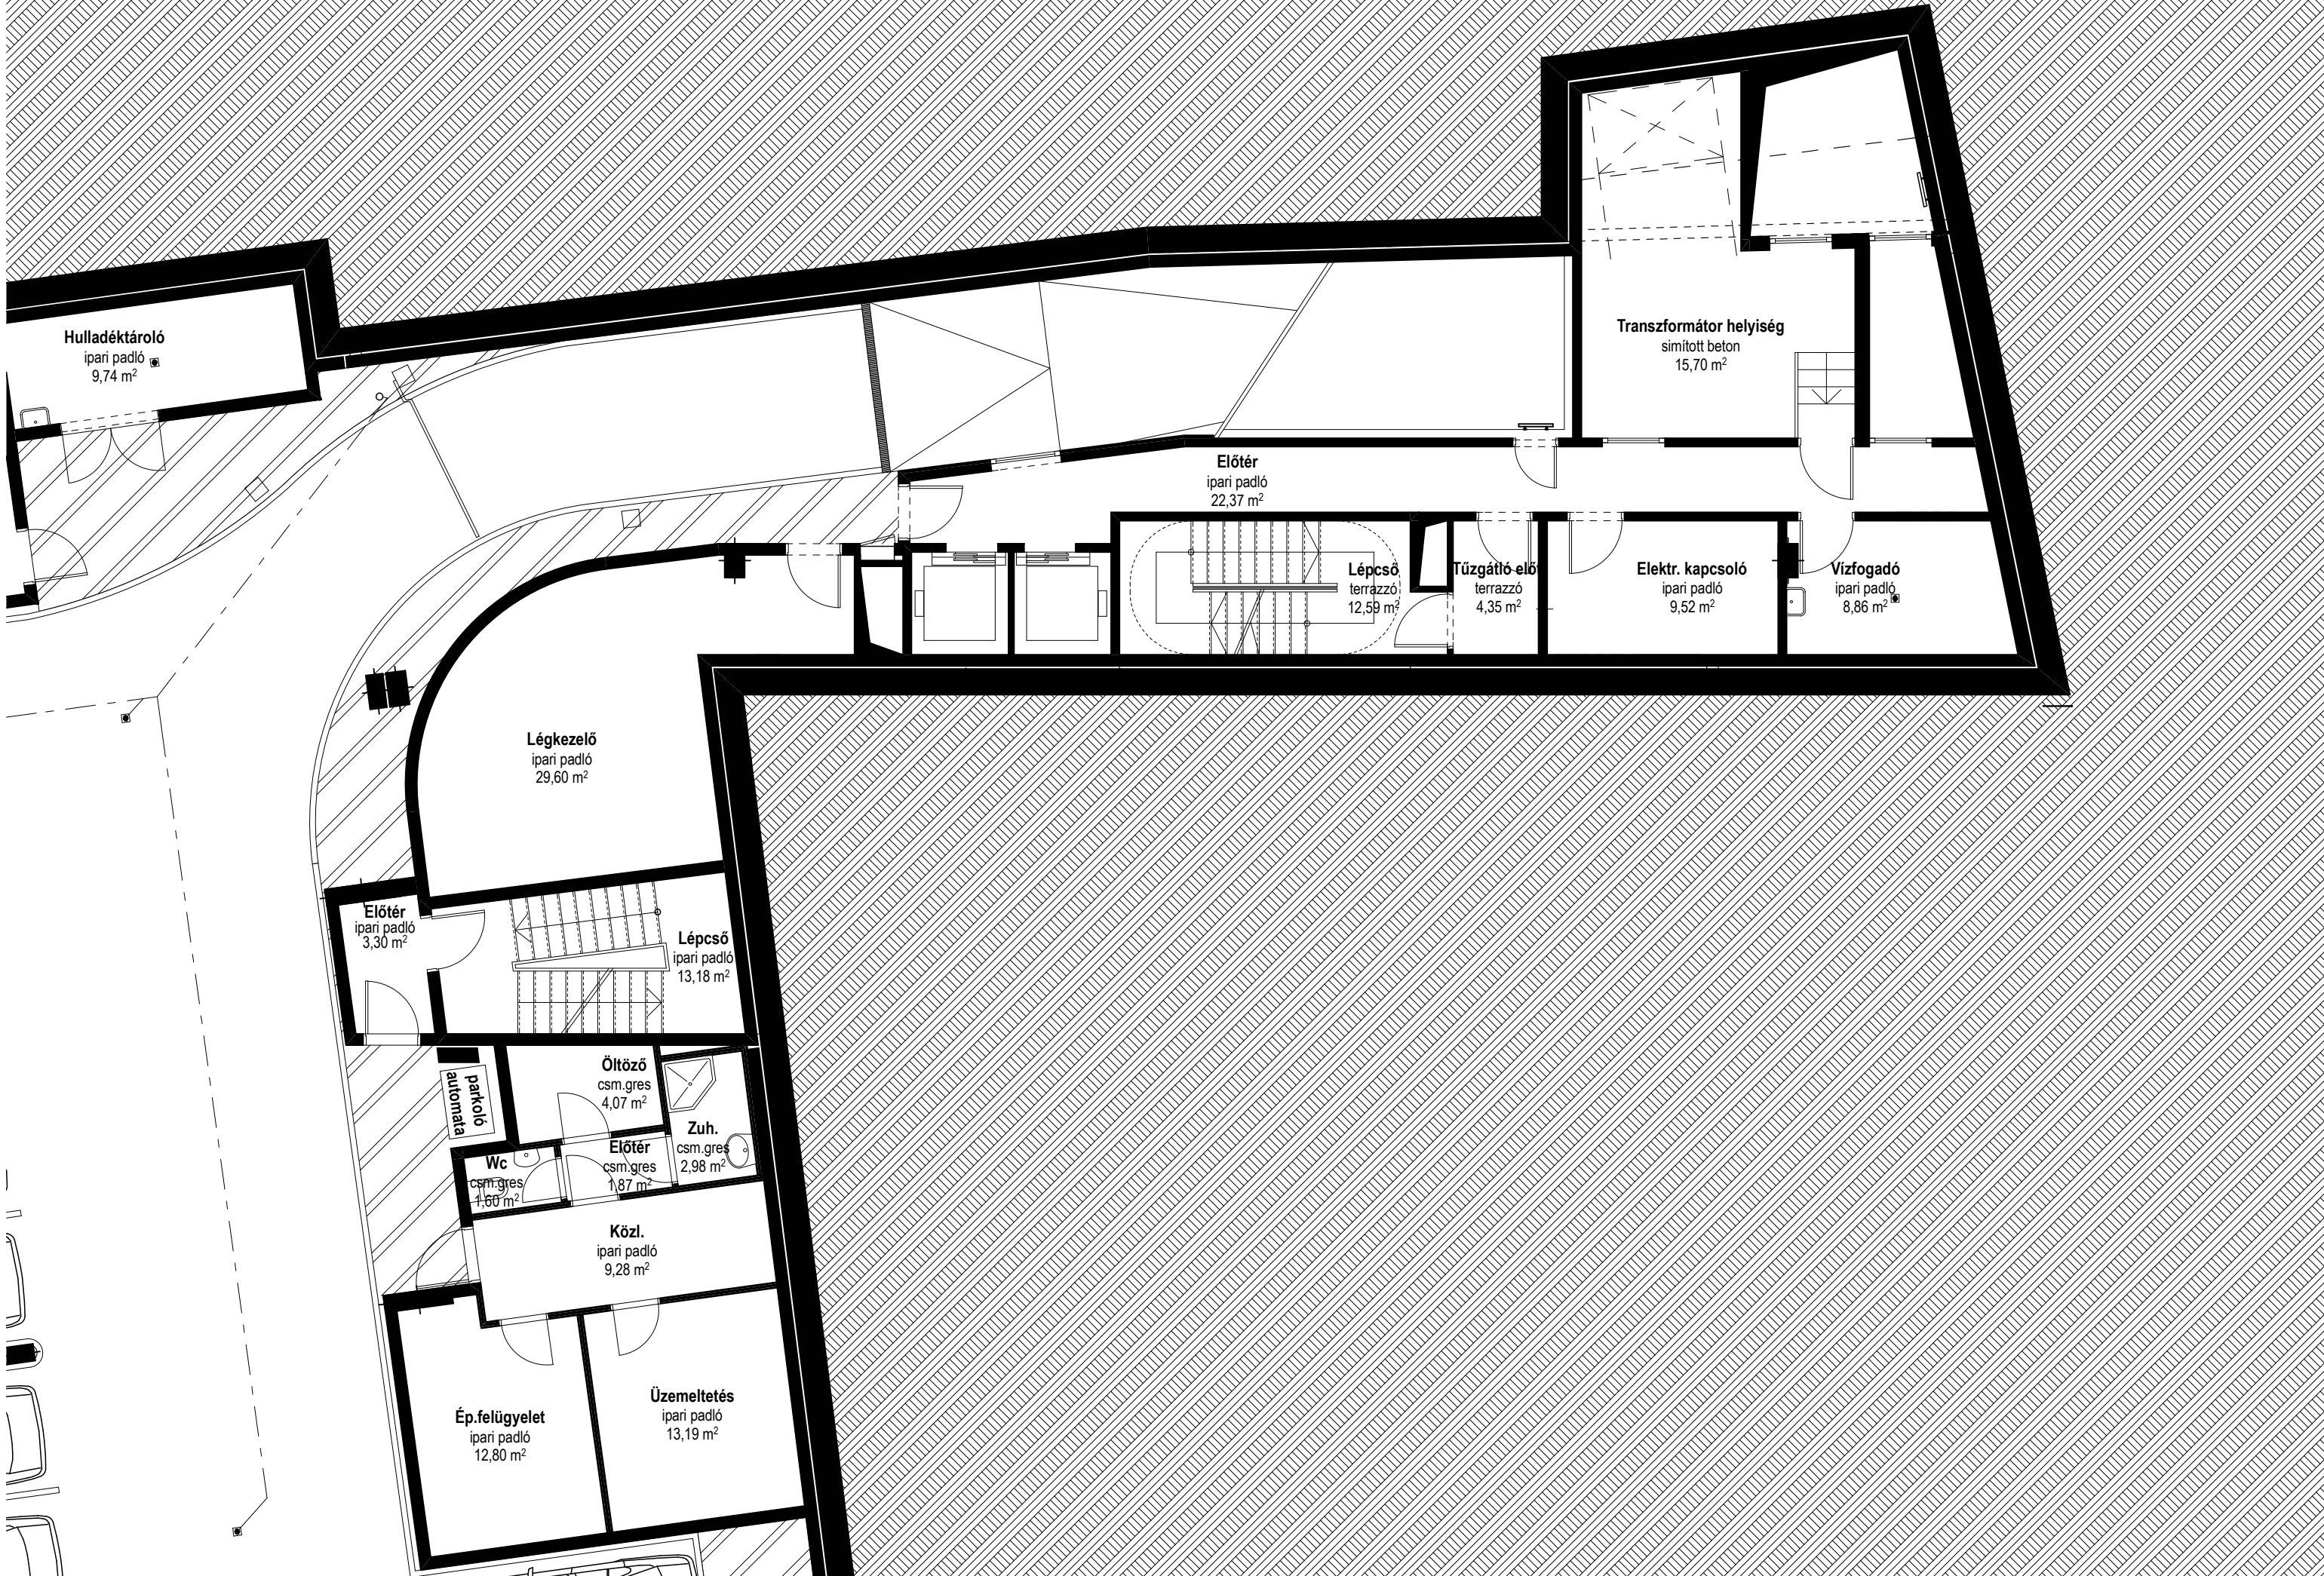 Hulladéktároló
ipari padló
9,74 m²
Transzformátor helyiség
simított beton
15,70 m²
Előtér
ipari padló
22,37 m²
Lépcső
terrazzó
12,59 m²
Tűzgátló elő
terrazzó
4,35 m²
Elektr. kapcsoló
ipari padló
9,52 m²
Vízfogadó
ipari padló
8,86 m²
Légkezelő
ipari padló
29,60 m²
Előtér
ipari padló
3,30 m²
Lépcső
ipari padló
13,18 m²
parkoló
automata
Öltöző
csm.gres
4,07 m²
Zuh.
csm.gres
2,98 m²
Előtér
csm.gres
1,87 m²
Wc
csm.gres
1,60 m²
Közl.
ipari padló
9,28 m²
Ép.felügyelet
ipari padló
12,80 m²
Üzemeltetés
ipari padló
13,19 m²